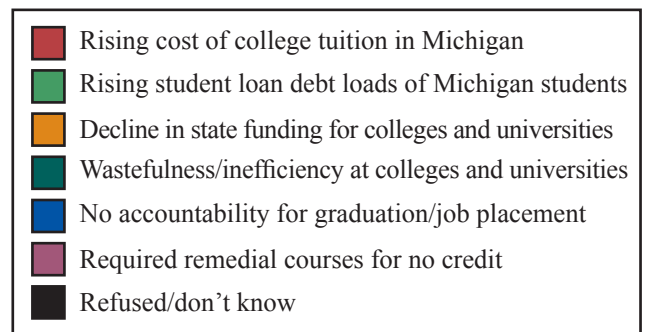 Rising cost of college tuition in Michigan
Rising student loan debt loads of Michigan students
Decline in state funding for colleges and universities
Wastefulness/inefficiency at colleges and universities
No accountability for graduation/job placement
Required remedial courses for no credit
Refused/don’t know